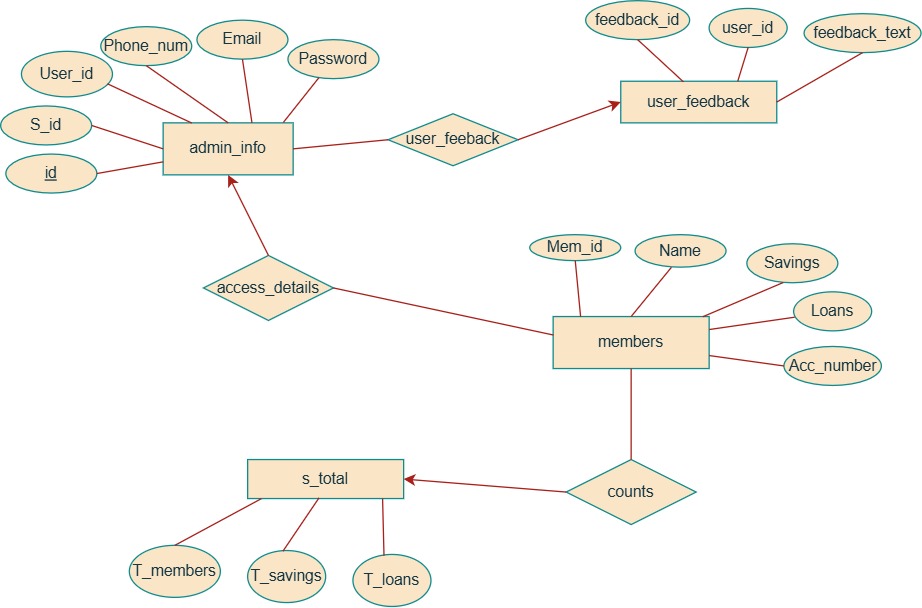 feedback_id
user_id
feedback_text
Phone_num
Email
Password
User_id
S_id
id
admin_info
user_feeback
user_feedback
access_details
Mem_id
Name
Savings
Loans
Acc_number
members
s_total
counts
T_members
T_savings
T_loans